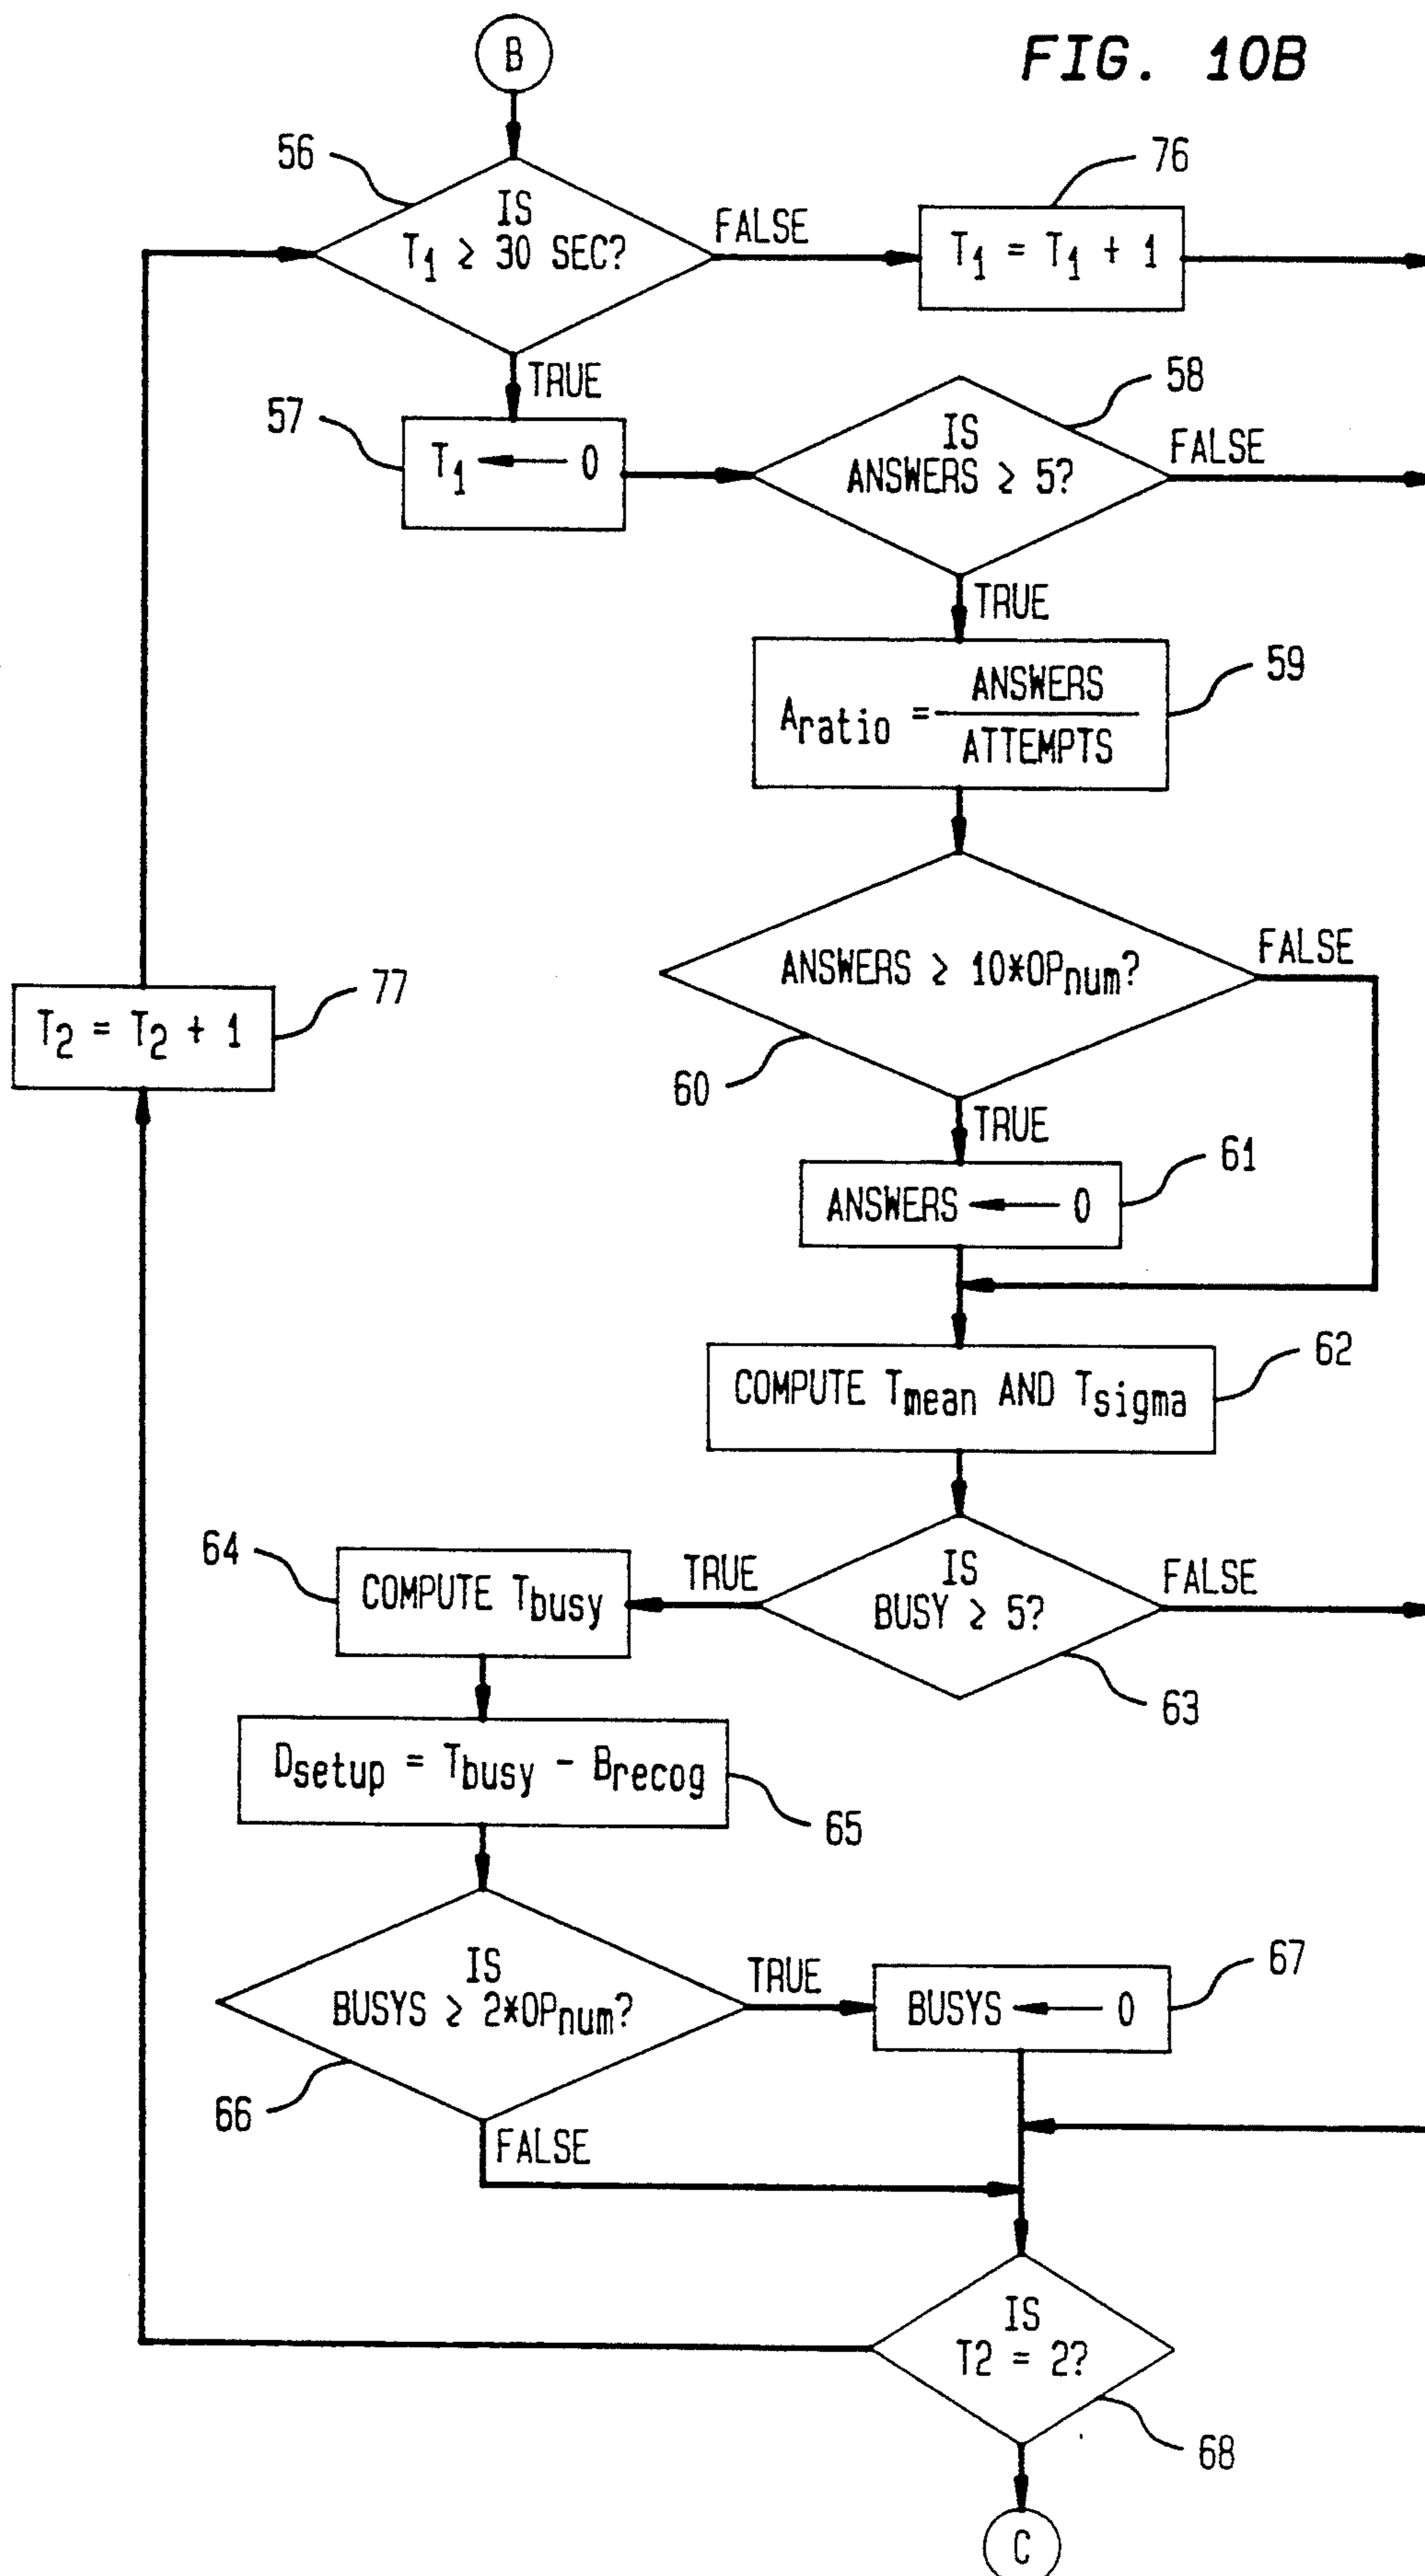 B
FIG. 10B
56
IS
T1 ≥ 30 SEC?
FALSE
76
T1 = T1 + 1
TRUE
57
T1 ← 0
58
IS
ANSWERS ≥ 5?
FALSE
TRUE
59
Aratio = ANSWERS
ATTEMPTS
ANSWERS ≥ 10*OPnum?
FALSE
60
TRUE
77
T2 = T2 + 1
61
ANSWERS ← 0
62
COMPUTE Tmean AND Tsigma
63
IS
BUSY ≥ 5?
TRUE
FALSE
64
COMPUTE Tbusy
Dsetup = Tbusy - Brecog
65
IS
BUSYS ≥ 2*OPnum?
TRUE
67
BUSYS ← 0
66
FALSE
IS
T2 = 2?
68
C